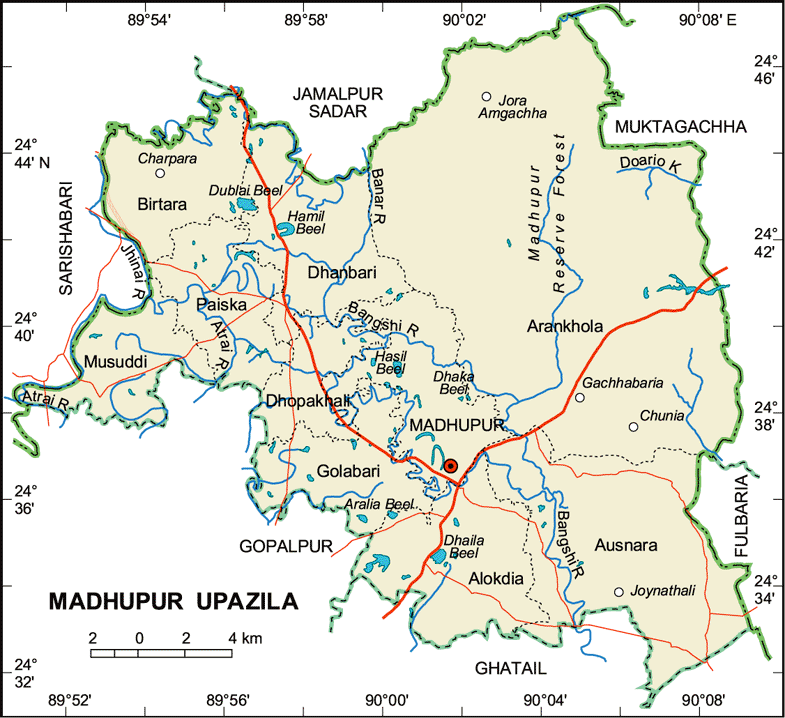 89°54'
89°58'
90°02'
90°08' E
24°
46'
24°
44' N
24°
42'
24°
40'
24°
38'
24°
36'
24°
34'
24°
32'
JAMALPUR
SADAR
MUKTAGACHHA
SARISHABARI
GOPALPUR
GHATAIL
FULBARIA
Jora
Amgachha
Doario K
Charpara
Birtara
Dublai Beel
Hamil
Beel
Banar R
Madhupur
Reserve Forest
Jhinai R
Dhanbari
Paiska
Bangshi R
Arankhola
Atrai R
Musuddi
Hasil
Beel
Dhaka
Beel
Gachhabaria
Atrai R
Dhopakhali
MADHUPUR
Chunia
Golabari
Aralia Beel
Dhaila
Beel
Bangshi R
Ausnara
Alokdia
Joynathali
MADHUPUR UPAZILA
2 0 2 4 km
89°52'
89°56'
90°00'
90°04'
90°08'